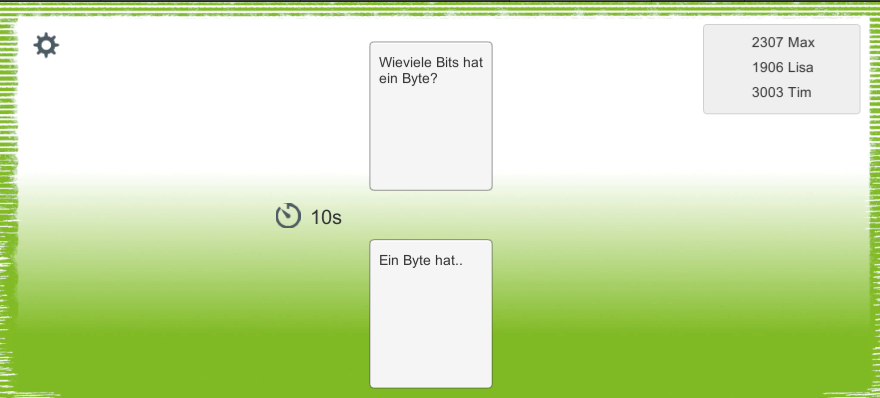 Wieviele Bits hat
ein Byte?
2307 Max
1906 Lisa
3003 Tim
10s
Ein Byte hat..